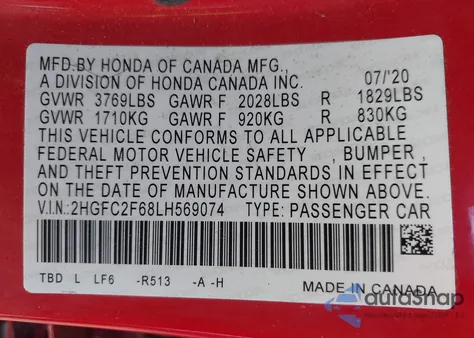 MFD.BY HONDA OF CANADA MFG.,
A DIVISION OF HONDA CANADA INC. 07/'20
GVWR 3769LBS GAWR F 2028LBS R 1829LBS
GVWR 1710KG GAWR F 920KG R 830KG
THIS VEHICLE CONFORMS TO ALL APPLICABLE
FEDERAL MOTOR VEHICLE SAFETY , BUMPER ,
AND THEFT PREVENTION STANDARDS IN EFFECT
ON THE DATE OF MANUFACTURE SHOWN ABOVE.
V.I.N.:2HGFC2F68LH569074 TYPE: PASSENGER CAR
TBD L LF6 -R513 -A -H MADE IN CANADA
autoSnap